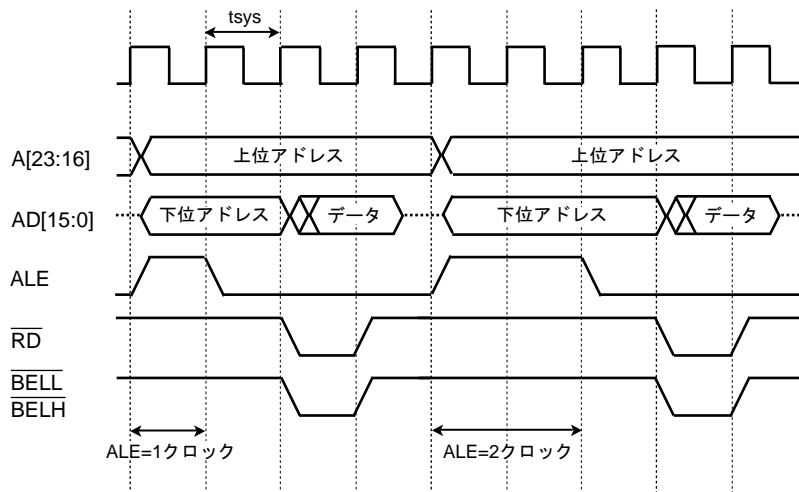 tsys
A[23:16]
上位アドレス
上位アドレス
AD[15:0]
下位アドレス
データ
下位アドレス
データ
ALE
RD
BELL
BELH
ALE=1クロック
ALE=2クロック